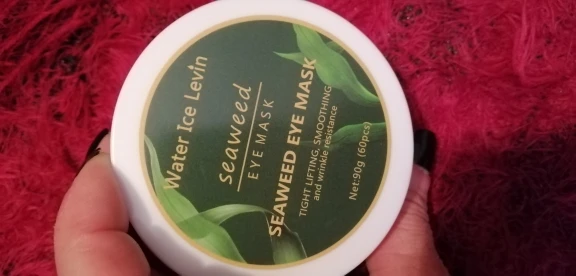 Water Ice Levin
seaweed
EYE MASK
SEAWEED EYE MASK
TIGHT LIFTING, SMOOTHING
and wrinkle resistance
Net:90g (60pcs)